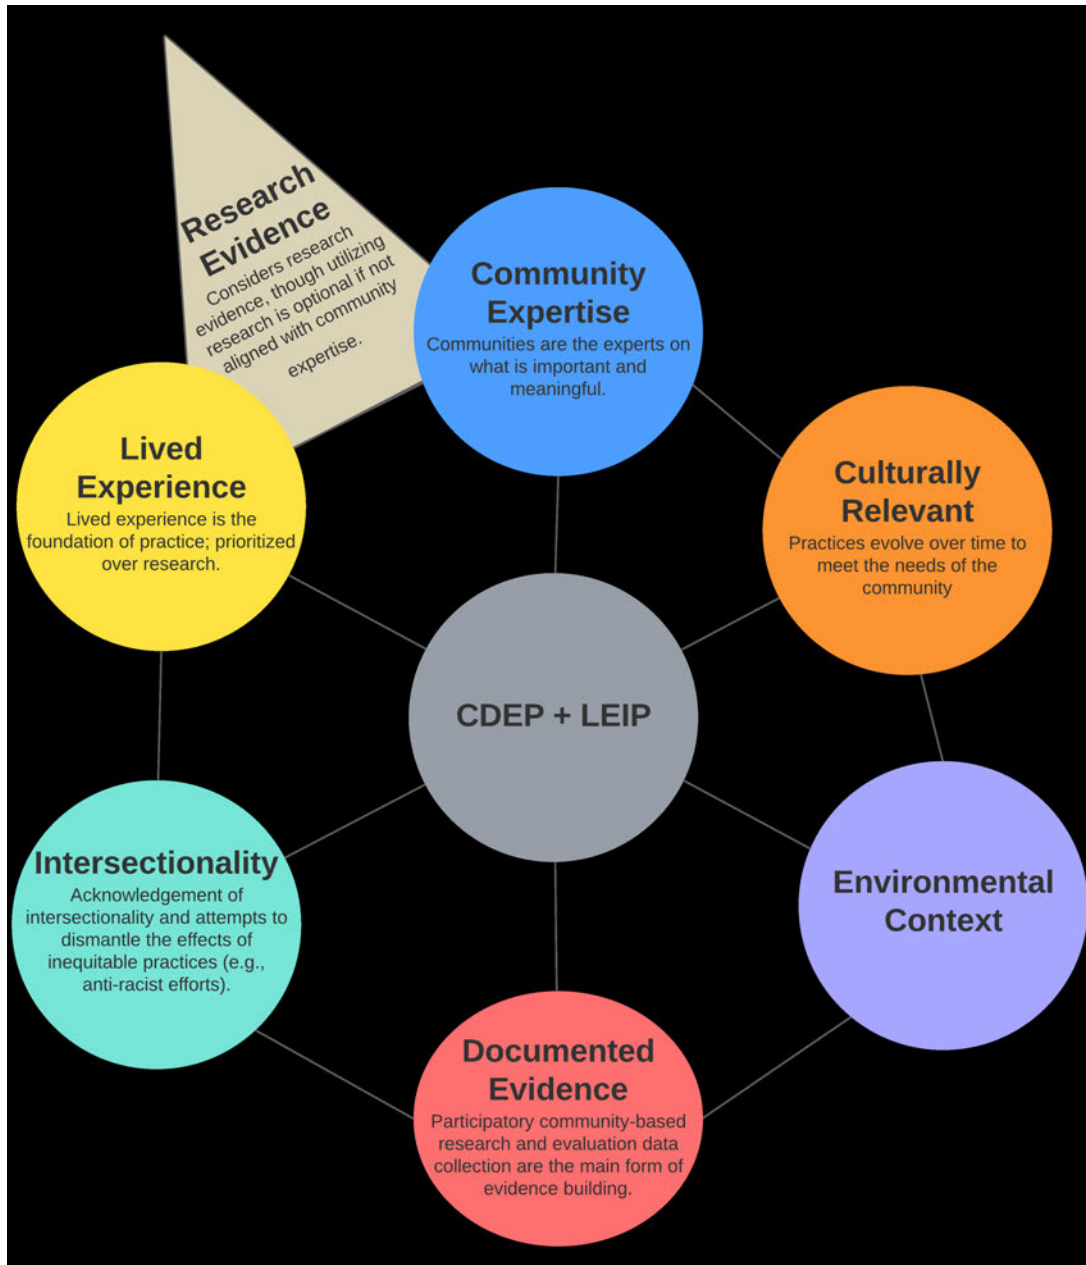 Research
Evidence
Considers research
evidence, though utilizing
research is optional if not
aligned with community
expertise.
Community
Expertise
Communities are the experts on
what is important and
meaningful.
Lived
Experience
Lived experience is the
foundation of practice; prioritized
over research.
Culturally
Relevant
Practices evolve over time to
meet the needs of the
community
CDEP + LEIP
Intersectionality
Acknowledgement of
intersectionality and attempts to
dismantle the effects of
inequitable practices (e.g.,
anti-racist efforts).
Environmental
Context
Documented
Evidence
Participatory community-based
research and evaluation data
collection are the main form of
evidence building.